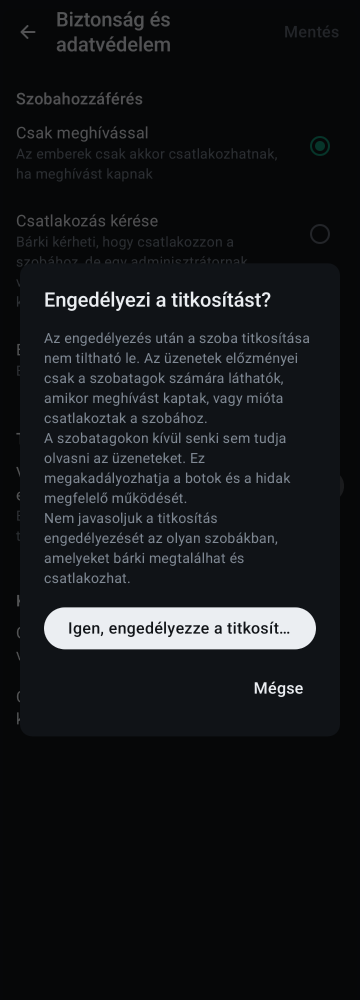 Biztonság és
adatvédelem
Mentés
Szobahozzáférés
Csak meghívással
Az emberek csak akkor csatlakozhatnak,
ha meghívást kapnak
Csatlakozás kérése
Bárki kérheti, hogy csatlakozzon a
szobához, de egy adminisztrátornak
Engedélyezi a titkosítást?
Az engedélyezés után a szoba titkosítása
nem tiltható le. Az üzenetek előzményei
csak a szobatagok számára láthatók,
amikor meghívást kaptak, vagy mióta
csatlakoztak a szobához.
A szobatagokon kívül senki sem tudja
olvasni az üzeneteket. Ez
megakadályozhatja a botok és a hidak
megfelelő működését.
Nem javasoljuk a titkosítás
engedélyezését az olyan szobákban,
amelyeket bárki megtalálhat és
csatlakozhat.
Igen, engedélyezze a titkosít…
Mégse